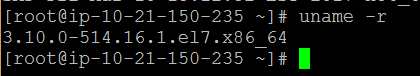 [root@ip-10-21-150-235 ~]# uname -r
3.10.0-514.16.1.el7.x86_64
[root@ip-10-21-150-235 ~]#